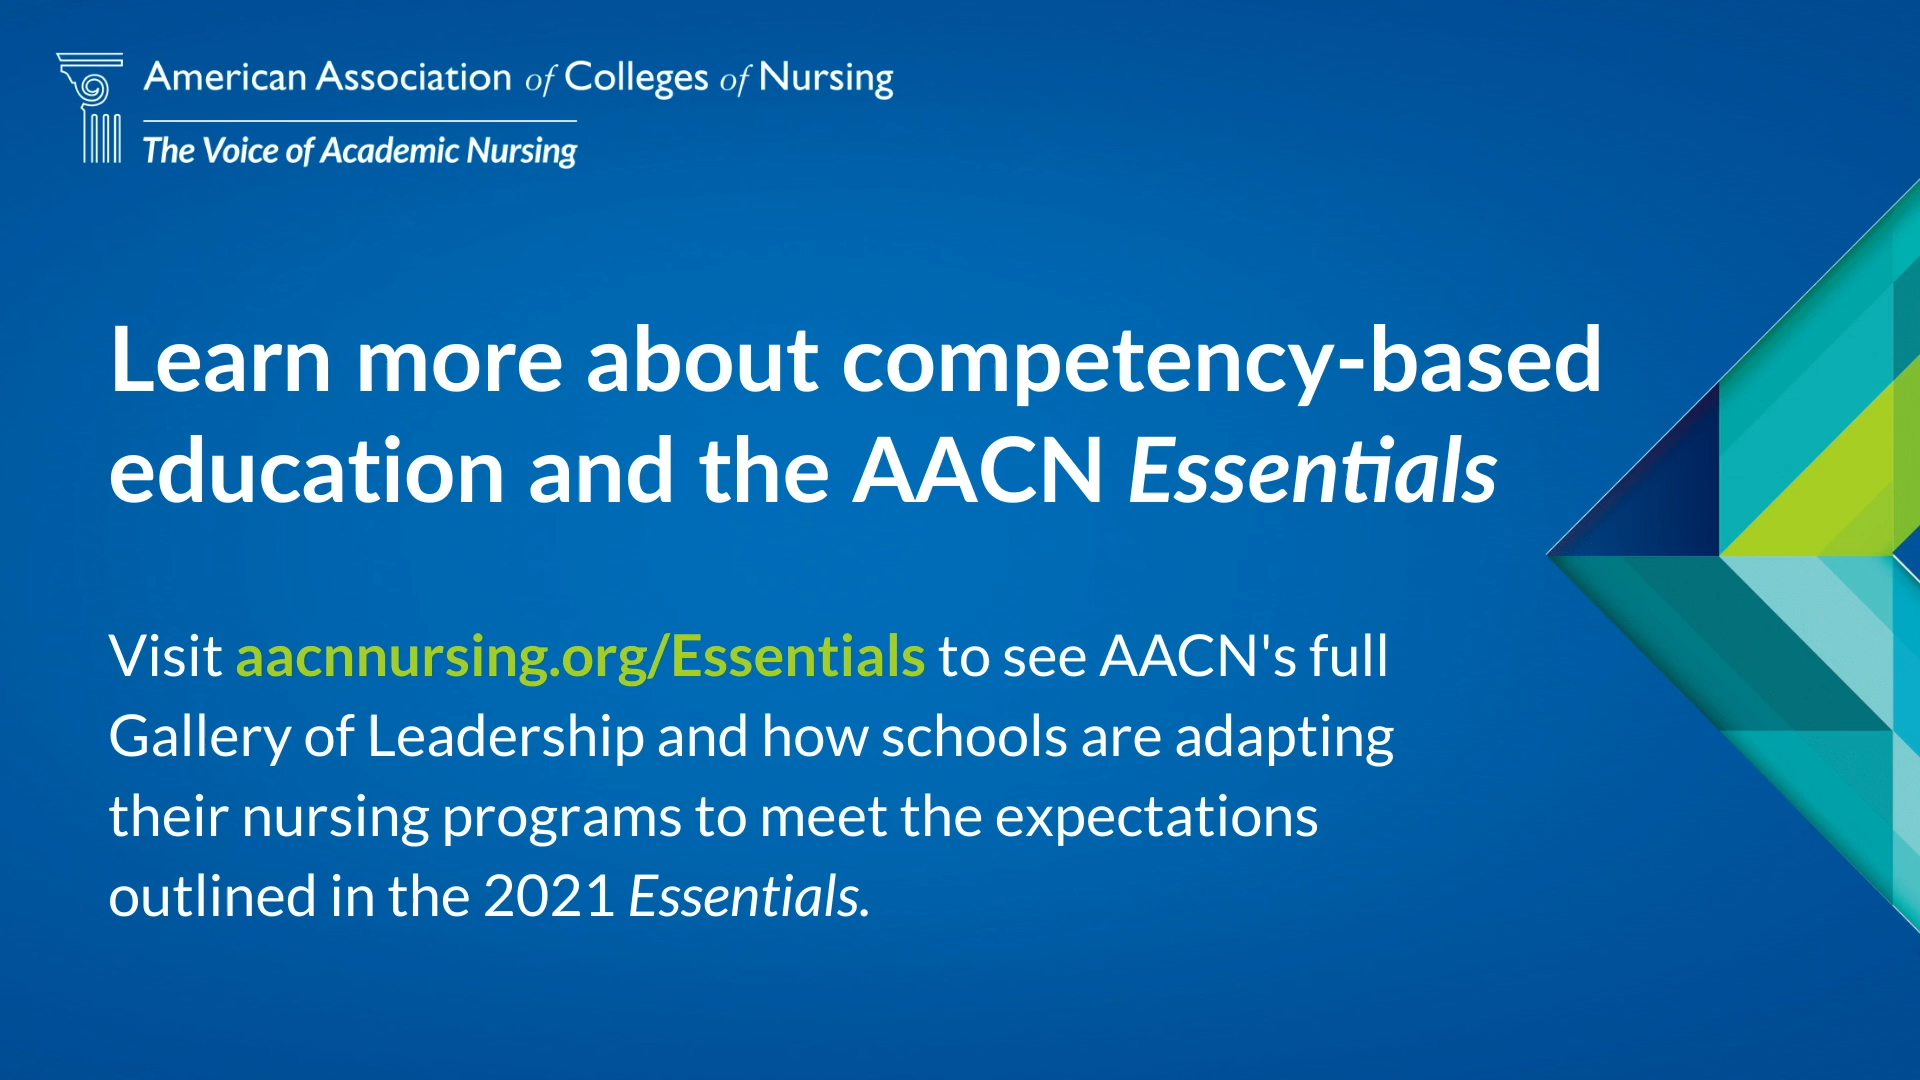 American Association of Colleges of Nursing
The Voice of Academic Nursing
Learn more about competency-based
education and the AACN Essentials
Visit aacnnursing.org/Essentials to see AACN's full
Gallery of Leadership and how schools are adapting
their nursing programs to meet the expectations
outlined in the 2021 Essentials.